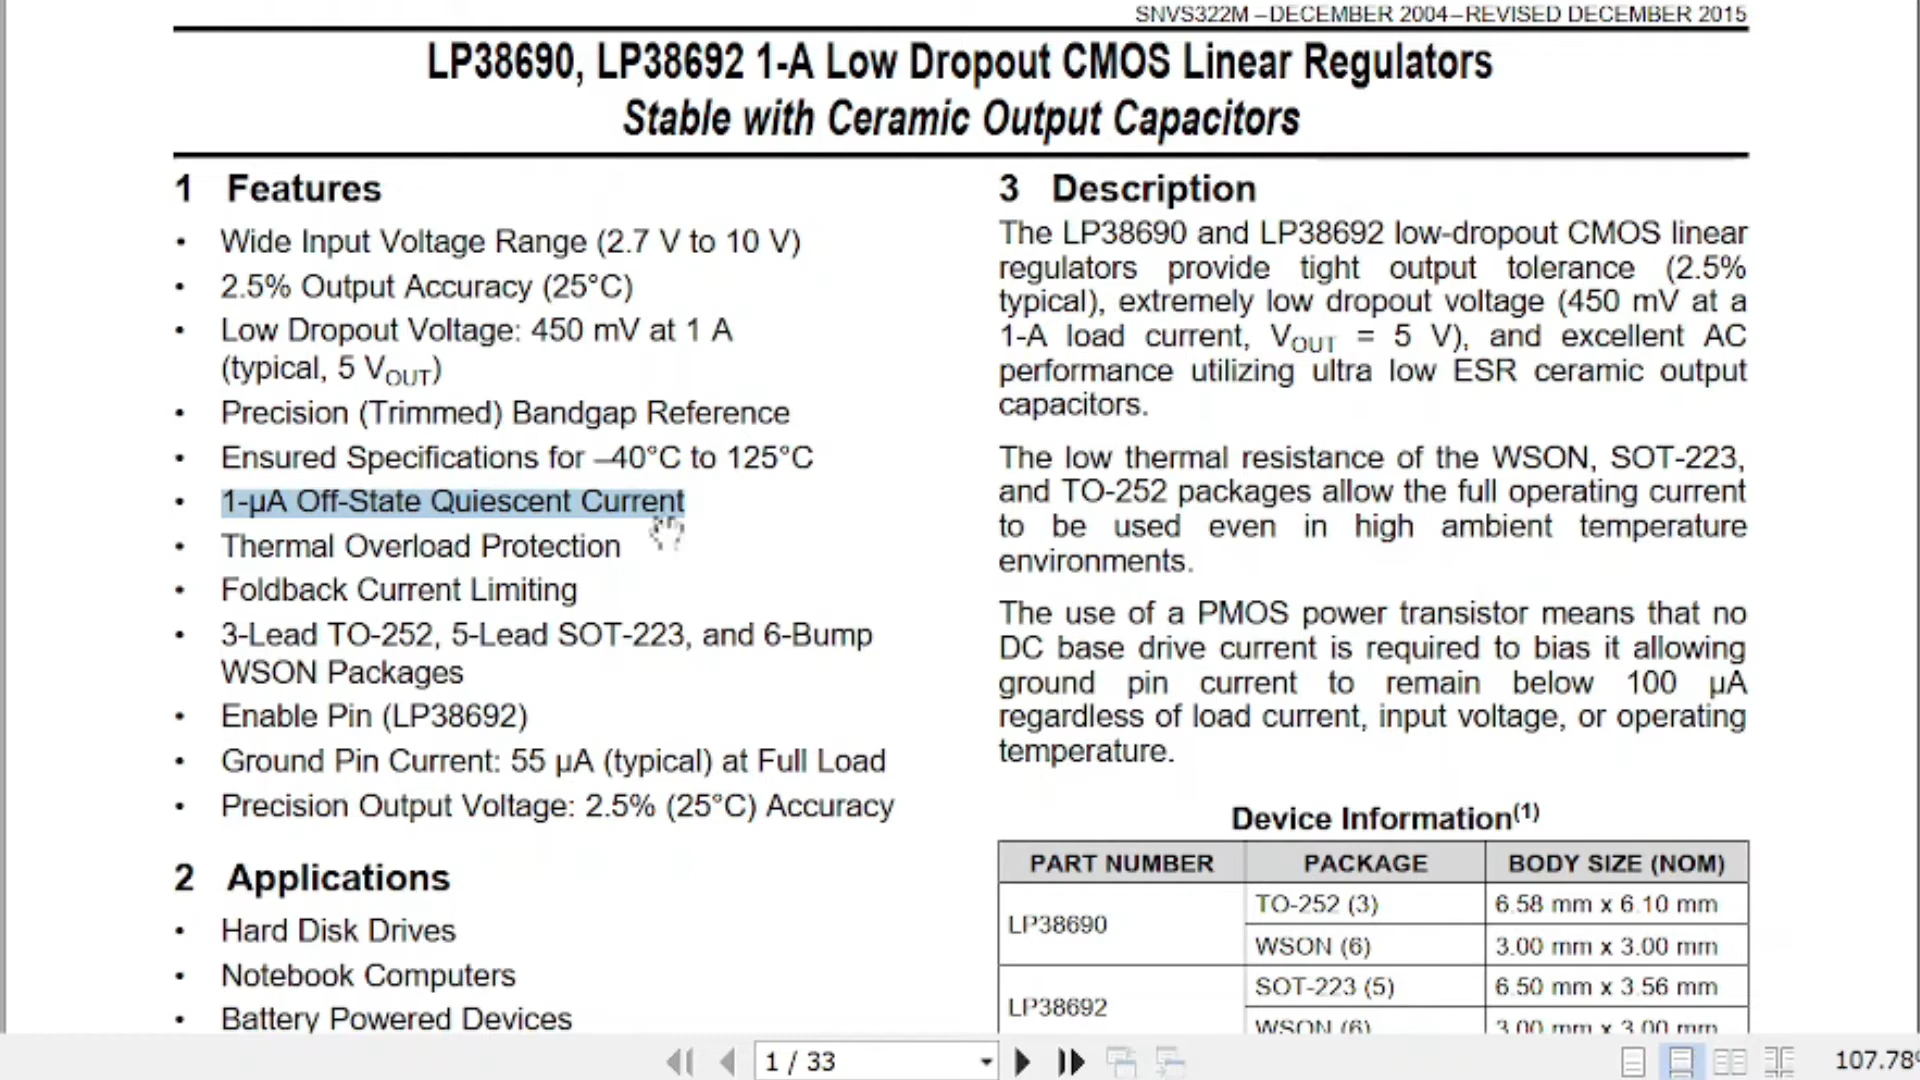 SNVS322M – DECEMBER 2004 – REVISED DECEMBER 2015
LP38690, LP38692 1-A Low Dropout CMOS Linear Regulators
Stable with Ceramic Output Capacitors
1 Features
• Wide Input Voltage Range (2.7 V to 10 V)
• 2.5% Output Accuracy (25°C)
• Low Dropout Voltage: 450 mV at 1 A
(typical, 5 VOUT)
• Precision (Trimmed) Bandgap Reference
• Ensured Specifications for –40°C to 125°C
• 1-µA Off-State Quiescent Current
• Thermal Overload Protection
• Foldback Current Limiting
• 3-Lead TO-252, 5-Lead SOT-223, and 6-Bump
WSON Packages
• Enable Pin (LP38692)
• Ground Pin Current: 55 µA (typical) at Full Load
• Precision Output Voltage: 2.5% (25°C) Accuracy
2 Applications
• Hard Disk Drives
• Notebook Computers
• Battery Powered Devices
3 Description
The LP38690 and LP38692 low-dropout CMOS linear
regulators provide tight output tolerance (2.5%
typical), extremely low dropout voltage (450 mV at a
1-A load current, VOUT = 5 V), and excellent AC
performance utilizing ultra low ESR ceramic output
capacitors.
The low thermal resistance of the WSON, SOT-223,
and TO-252 packages allow the full operating current
to be used even in high ambient temperature
environments.
The use of a PMOS power transistor means that no
DC base drive current is required to bias it allowing
ground pin current to remain below 100 µA
regardless of load current, input voltage, or operating
temperature.
Device Information(1)
PART NUMBER PACKAGE BODY SIZE (NOM)
LP38690
TO-252 (3) 6.58 mm x 6.10 mm
WSON (6) 3.00 mm x 3.00 mm
LP38692
SOT-223 (5) 6.50 mm x 3.56 mm
WSON (6) 3.00 mm x 3.00 mm
1 / 33
107.78